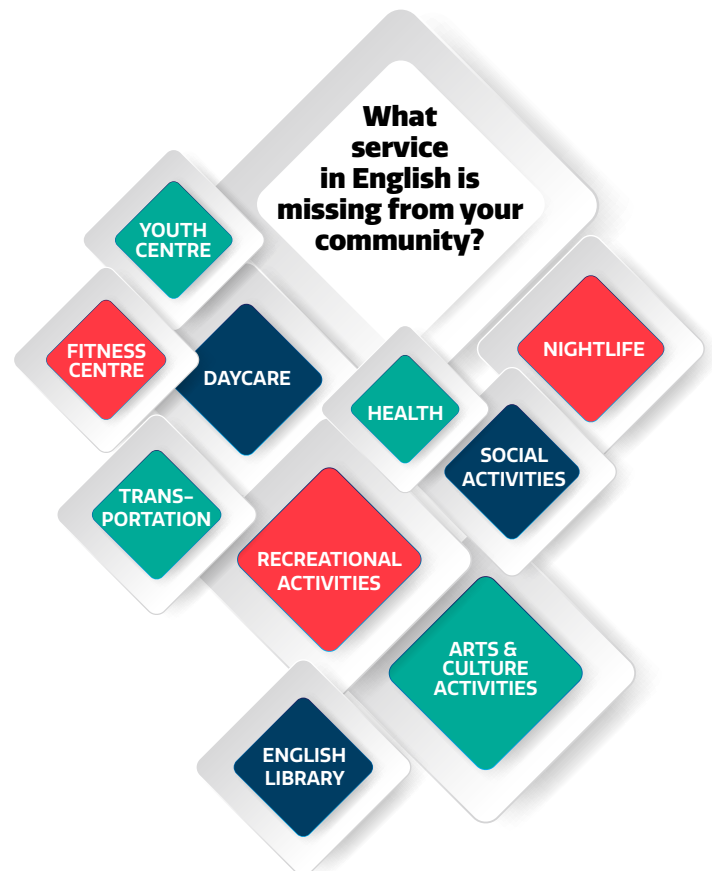 What
service
in English is
missing from your
community?
YOUTH
CENTRE
FITNESS
CENTRE
DAYCARE
HEALTH
NIGHTLIFE
SOCIAL
ACTIVITIES
TRANS–
PORTATION
RECREATIONAL
ACTIVITIES
ARTS &
CULTURE
ACTIVITIES
ENGLISH
LIBRARY